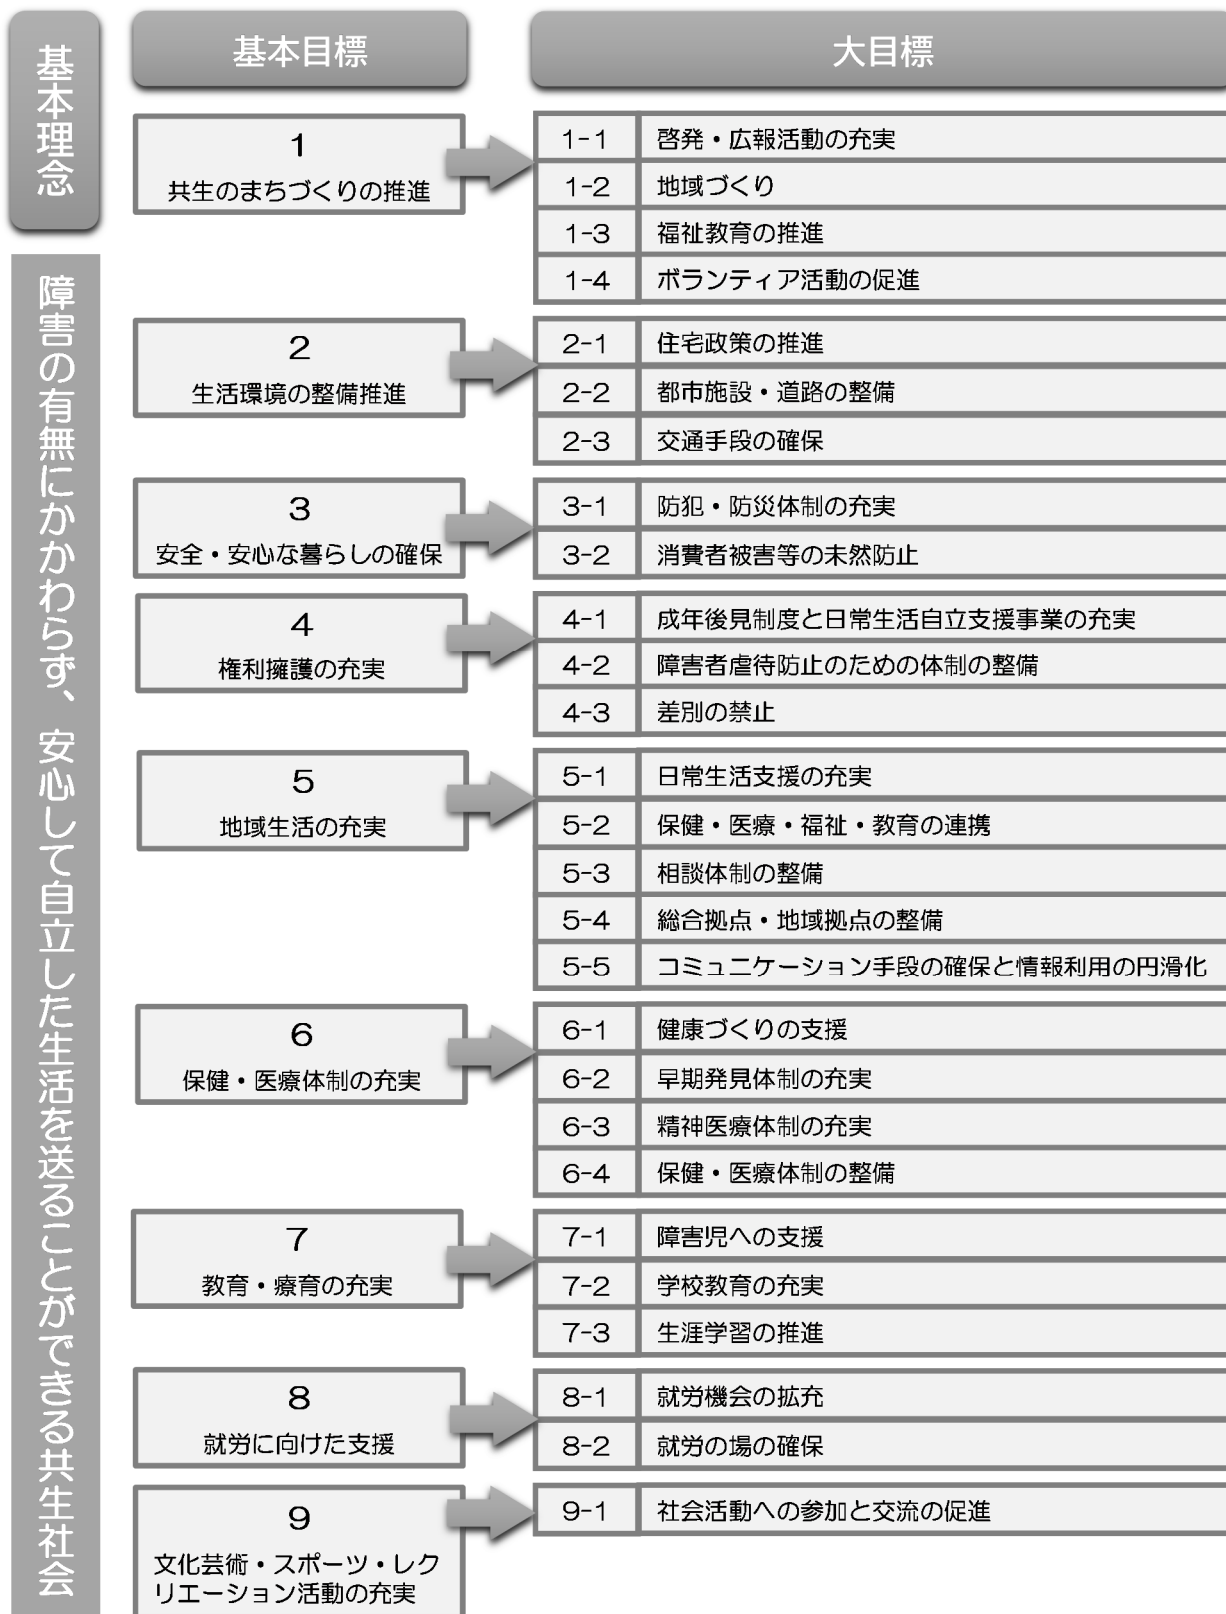 基本理念
障害の有無にかかわらず、安心して自立した生活を送ることができる共生社会
基本目標
大目標
1
共生のまちづくりの推進
1-1 啓発・広報活動の充実
1-2 地域づくり
1-3 福祉教育の推進
1-4 ボランティア活動の促進
2
生活環境の整備推進
2-1 住宅政策の推進
2-2 都市施設・道路の整備
2-3 交通手段の確保
3
安全・安心な暮らしの確保
3-1 防犯・防災体制の充実
3-2 消費者被害等の未然防止
4
権利擁護の充実
4-1 成年後見制度と日常生活自立支援事業の充実
4-2 障害者虐待防止のための体制の整備
4-3 差別の禁止
5
地域生活の充実
5-1 日常生活支援の充実
5-2 保健・医療・福祉・教育の連携
5-3 相談体制の整備
5-4 総合拠点・地域拠点の整備
5-5 コミュニケーション手段の確保と情報利用の円滑化
6
保健・医療体制の充実
6-1 健康づくりの支援
6-2 早期発見体制の充実
6-3 精神医療体制の充実
6-4 保健・医療体制の整備
7
教育・療育の充実
7-1 障害児への支援
7-2 学校教育の充実
7-3 生涯学習の推進
8
就労に向けた支援
8-1 就労機会の拡充
8-2 就労の場の確保
9
文化芸術・スポーツ・レク
リエーション活動の充実
9-1 社会活動への参加と交流の促進